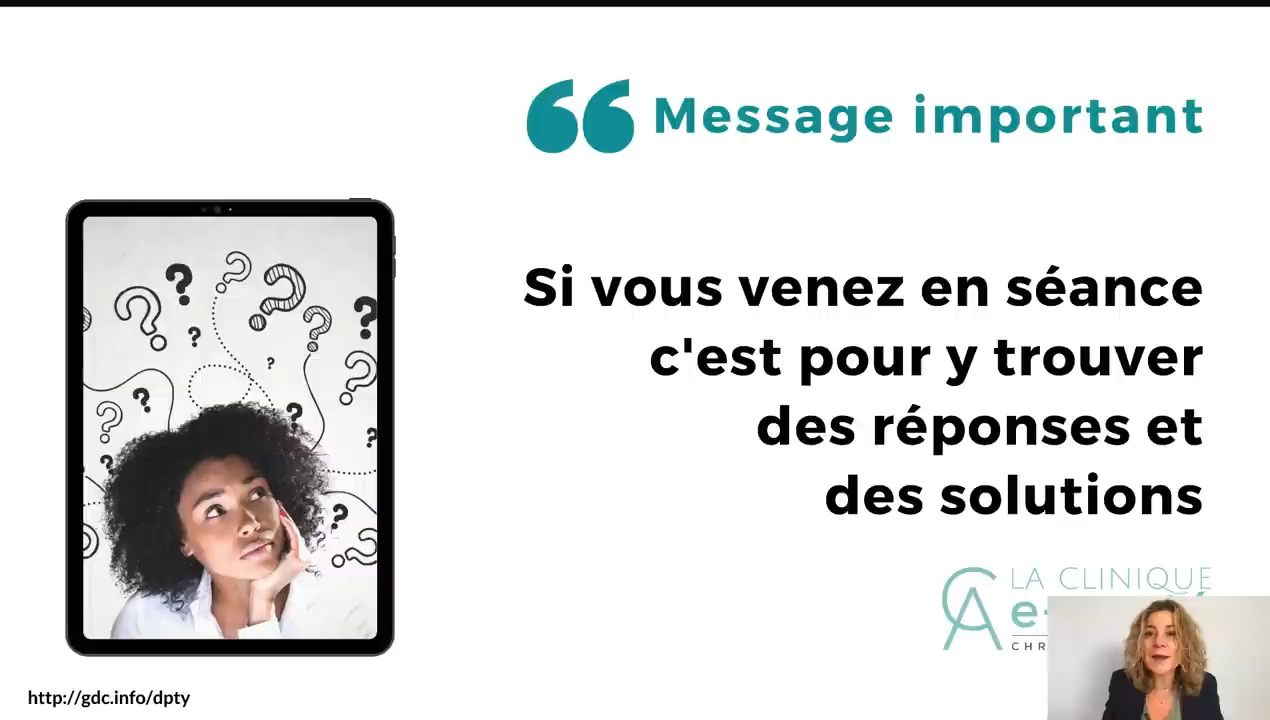 Message important
Si vous venez en séance
c'est pour y trouver
des réponses et
des solutions
LA CLINIQUE
http://gdc.info/dpty